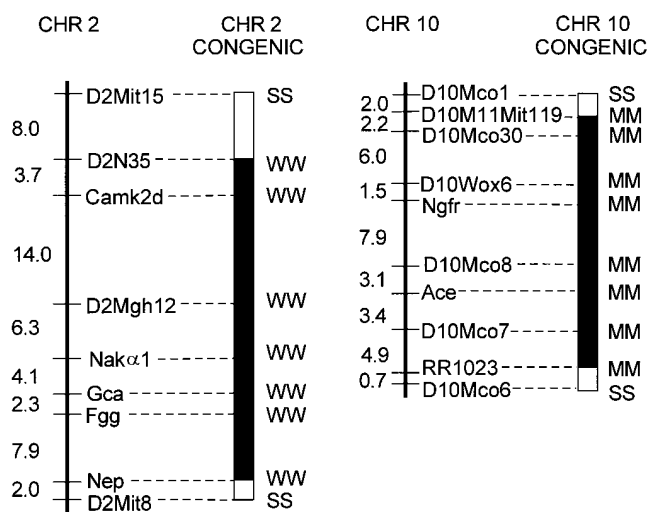 CHR 2
CHR 2
CONGENIC
D2Mit15
SS
8.0
D2N35
WW
3.7
Camk2d
WW
14.0
D2Mgh12
WW
6.3
Nakα1
WW
4.1
Gca
WW
2.3
Fgg
WW
7.9
Nep
WW
2.0
D2Mit8
SS
CHR 10
CHR 10
CONGENIC
D10Mco1
SS
2.0
D10M11Mit119
MM
2.2
D10Mco30
MM
6.0
D10Wox6
MM
1.5
Ngfr
MM
7.9
D10Mco8
MM
3.1
Ace
MM
3.4
D10Mco7
MM
4.9
RR1023
MM
0.7
D10Mco6
SS